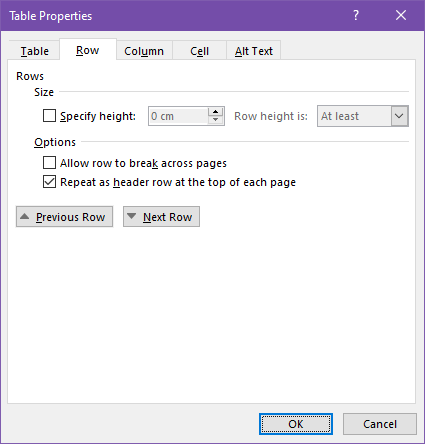 Table Properties
?
Table Row Column Cell Alt Text
Rows
Size
Specify height: 0 cm Row height is: At least
Options
Allow row to break across pages
Repeat as header row at the top of each page
Previous Row Next Row
OK Cancel